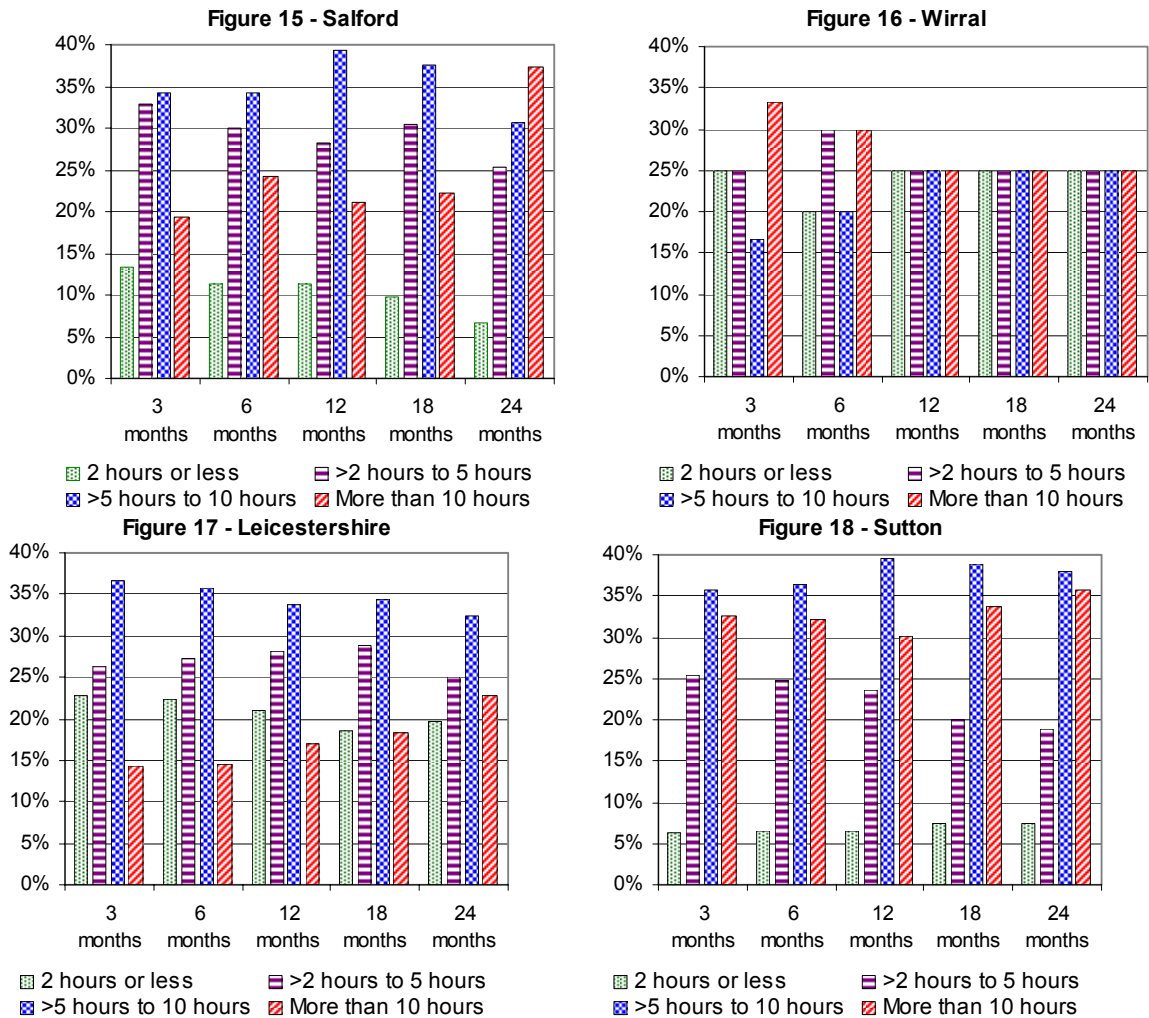 Figure 15 - Salford
40%
35%
30%
25%
20%
15%
10%
5%
0%
3 6 12 18 24
months months months months months
2 hours or less >2 hours to 5 hours
>5 hours to 10 hours More than 10 hours
Figure 16 - Wirral
40%
35%
30%
25%
20%
15%
10%
5%
0%
3 6 12 18 24
months months months months months
2 hours or less >2 hours to 5 hours
>5 hours to 10 hours More than 10 hours
Figure 17 - Leicestershire
40%
35%
30%
25%
20%
15%
10%
5%
0%
3 6 12 18 24
months months months months months
2 hours or less >2 hours to 5 hours
>5 hours to 10 hours More than 10 hours
Figure 18 - Sutton
40%
35%
30%
25%
20%
15%
10%
5%
0%
3 6 12 18 24
months months months months months
2 hours or less >2 hours to 5 hours
>5 hours to 10 hours More than 10 hours